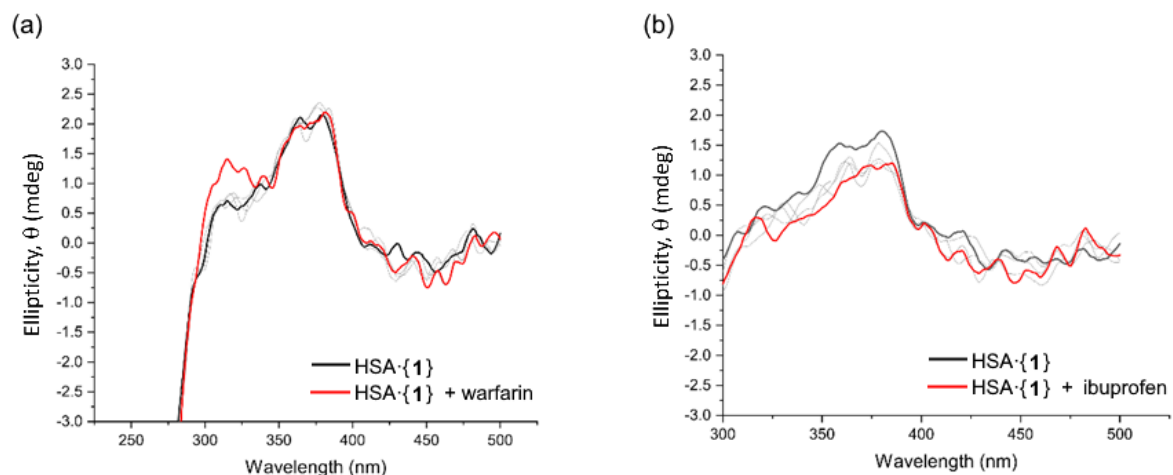 (a)
(b)
Ellipticity, θ (mdeg)
3.0
2.5
2.0
1.5
1.0
0.5
0.0
-0.5
-1.0
-1.5
-2.0
-2.5
-3.0
HSA·{1}
HSA·{1} + warfarin
250 300 350 400 450 500
Wavelength (nm)
Ellipticity, θ (mdeg)
3.0
2.5
2.0
1.5
1.0
0.5
0.0
-0.5
-1.0
-1.5
-2.0
-2.5
-3.0
HSA·{1}
HSA·{1} + ibuprofen
300 350 400 450 500
Wavelength (nm)